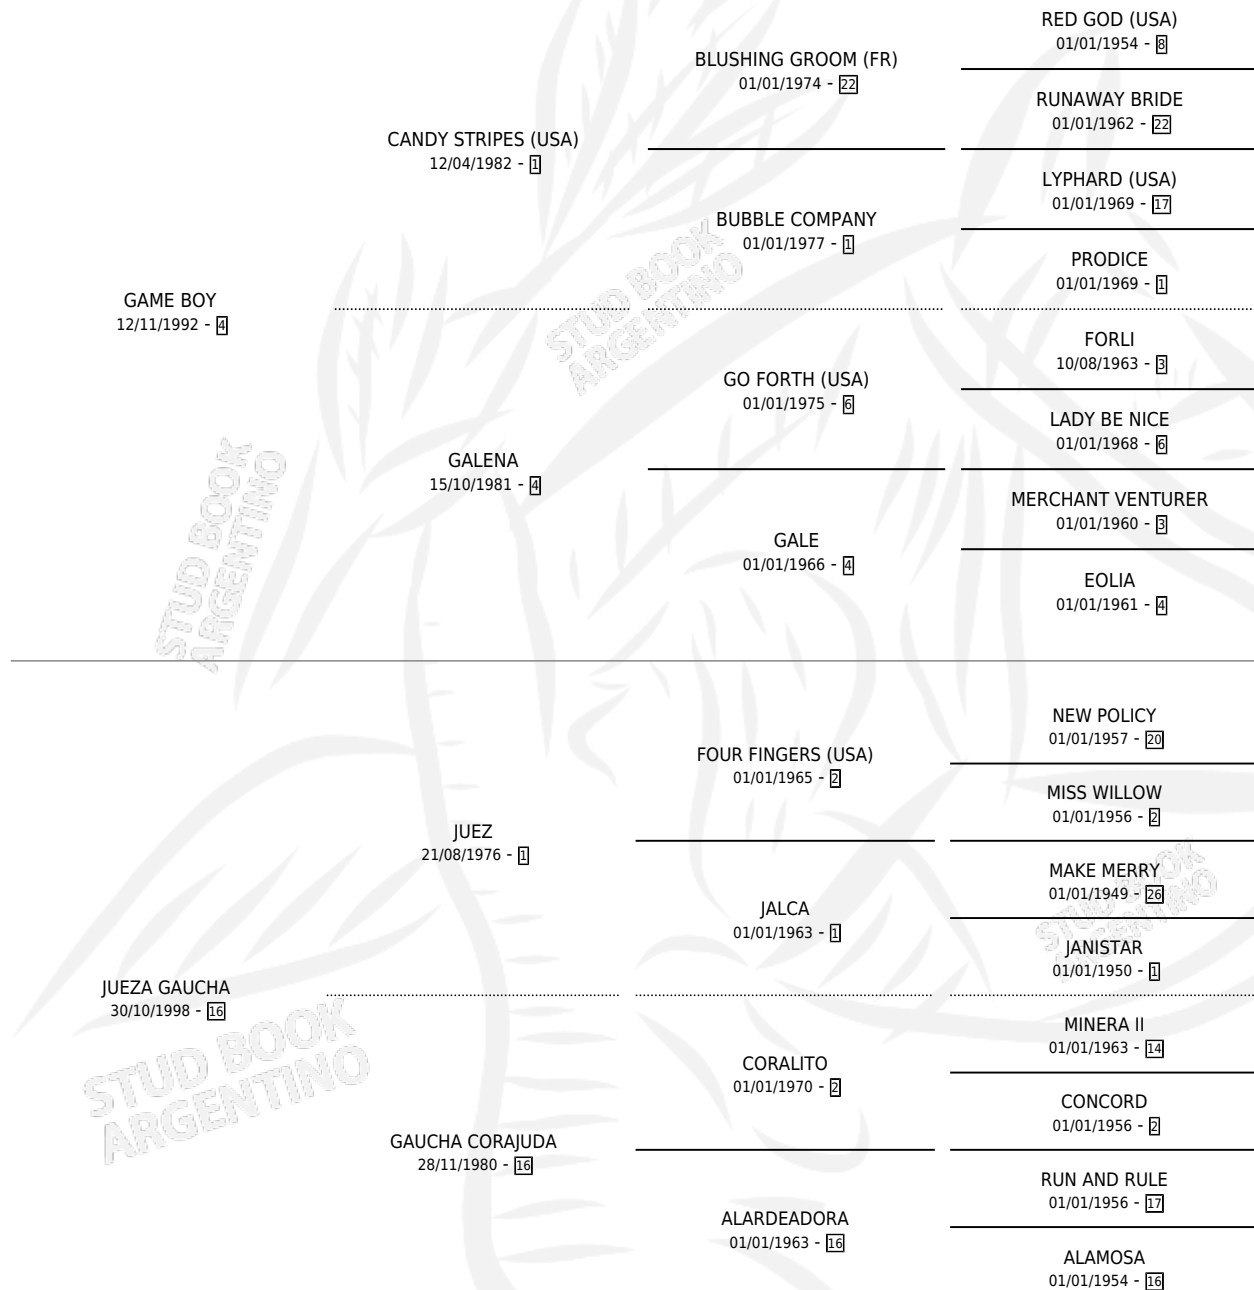 RED GOD (USA)
01/01/1954 - 8
BLUSHING GROOM (FR)
01/01/1974 - 22
RUNAWAY BRIDE
01/01/1962 - 22
CANDY STRIPES (USA)
12/04/1982 - 1
LYPHARD (USA)
01/01/1969 - 17
BUBBLE COMPANY
01/01/1977 - 1
PRODICE
01/01/1969 - 1
GAME BOY
12/11/1992 - 4
FORLI
10/08/1963 - 3
GO FORTH (USA)
01/01/1975 - 6
LADY BE NICE
01/01/1968 - 6
GALENA
15/10/1981 - 4
MERCHANT VENTURER
01/01/1960 - 3
GALE
01/01/1966 - 4
EOLIA
01/01/1961 - 4
NEW POLICY
01/01/1957 - 20
FOUR FINGERS (USA)
01/01/1965 - 2
MISS WILLOW
01/01/1956 - 2
JUEZ
21/08/1976 - 1
MAKE MERRY
01/01/1949 - 26
JALCA
01/01/1963 - 1
JANISTAR
01/01/1950 - 1
JUEZA GAUCHA
30/10/1998 - 16
MINERA II
01/01/1963 - 14
CORALITO
01/01/1970 - 2
CONCORD
01/01/1956 - 2
GAUCHA CORAJUDA
28/11/1980 - 16
RUN AND RULE
01/01/1956 - 17
ALARDEADORA
01/01/1963 - 16
ALAMOSA
01/01/1954 - 16
STUD BOOK
ARGENTINO
STUD BOOK
ARGENTINO
STUD BOOK
ARGENTINO
STUD BOOK
ARGENTINO